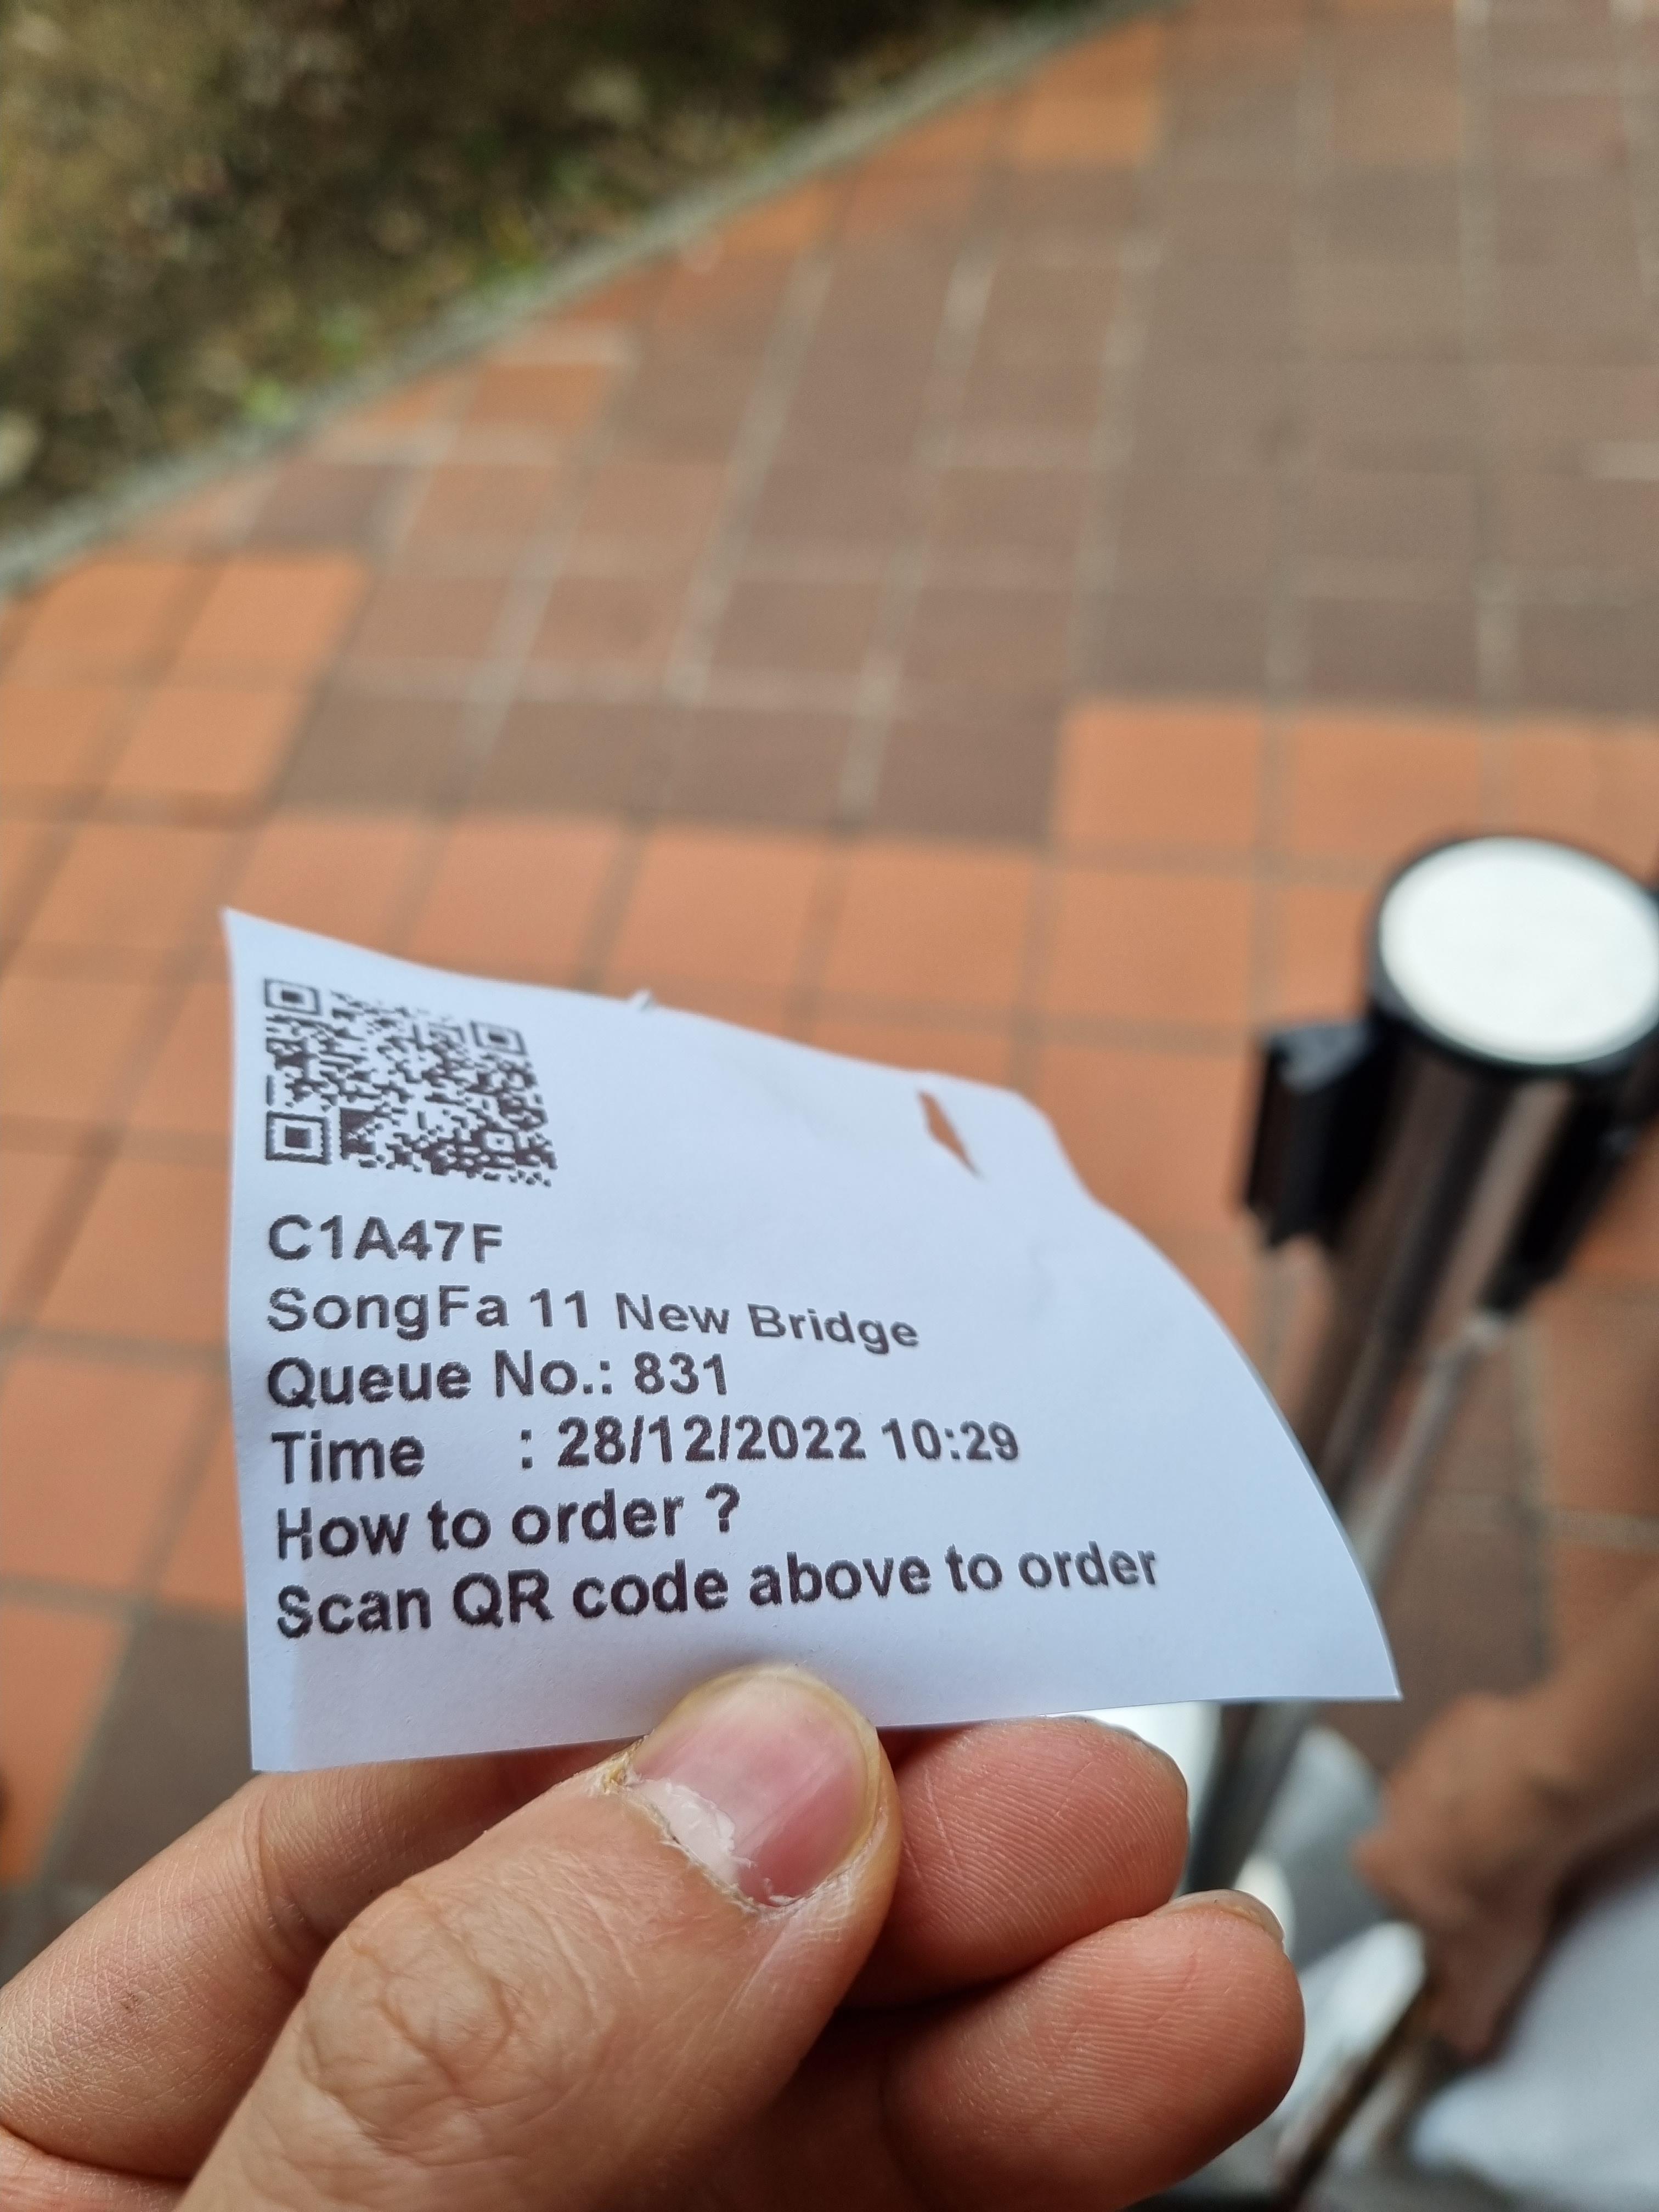 C1A47F
SongFa 11 New Bridge
Queue No.: 831
Time : 28/12/2022 10:29
How to order ?
Scan QR code above to order